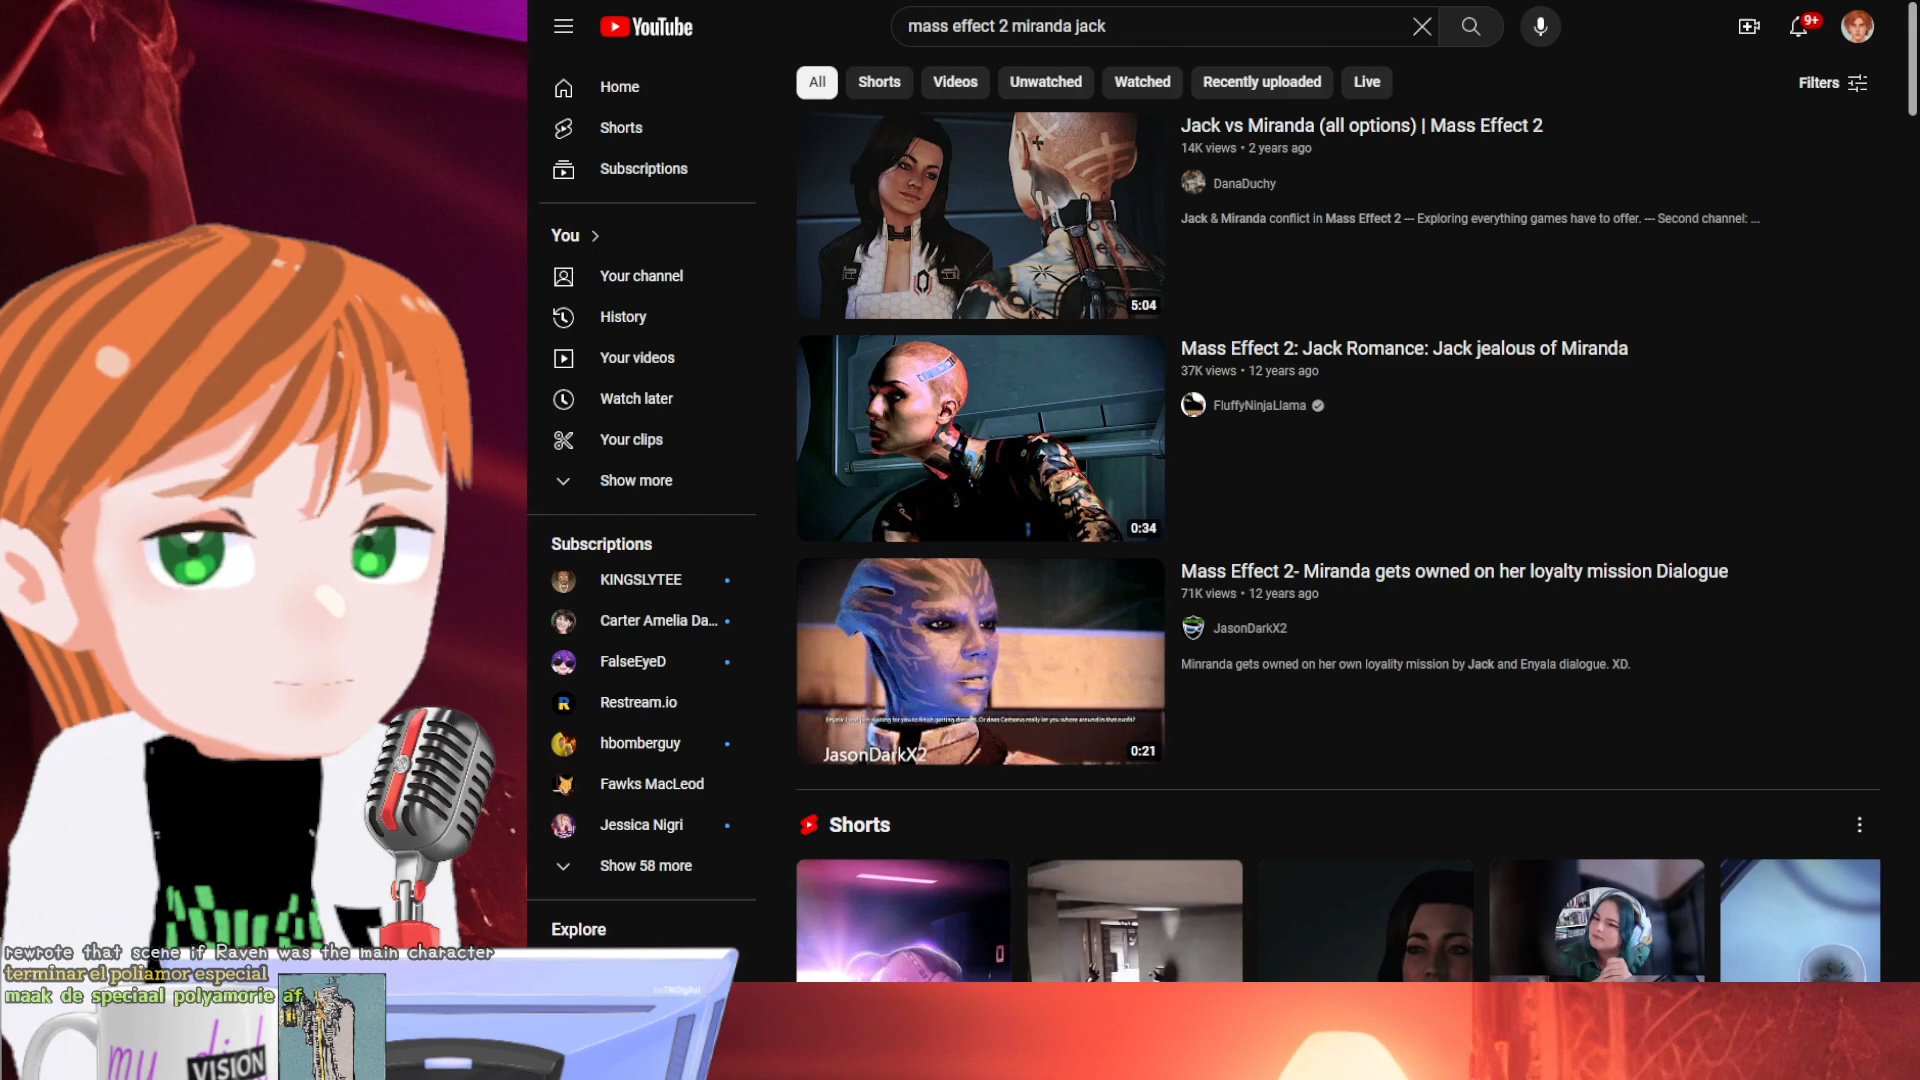 YouTube
mass effect 2 miranda jack
9+
All
Shorts
Videos
Unwatched
Watched
Recently uploaded
Live
Filters
Home
Shorts
Subscriptions
You
Your channel
History
Your videos
Watch later
Your clips
Show more
Subscriptions
KINGSLYTEE
Carter Amelia Da...
FalseEyeD
Restream.io
hbomberguy
Fawks MacLeod
Jessica Nigri
Show 58 more
Explore
Jack vs Miranda (all options) | Mass Effect 2
14K views • 2 years ago
DanaDuchy
Jack & Miranda conflict in Mass Effect 2 --- Exploring everything games have to offer. --- Second channel: ...
5:04
Mass Effect 2: Jack Romance: Jack jealous of Miranda
37K views • 12 years ago
FluffyNinjaLlama
0:34
Mass Effect 2- Miranda gets owned on her loyalty mission Dialogue
71K views • 12 years ago
JasonDarkX2
Minranda gets owned on her own loyality mission by Jack and Enyala dialogue. XD.
JasonDarkX2
0:21
Shorts
rewrote that scene if Raven was the main character
terminar el poliamor especial
maak de speciaal polyamorie af
my
VISION